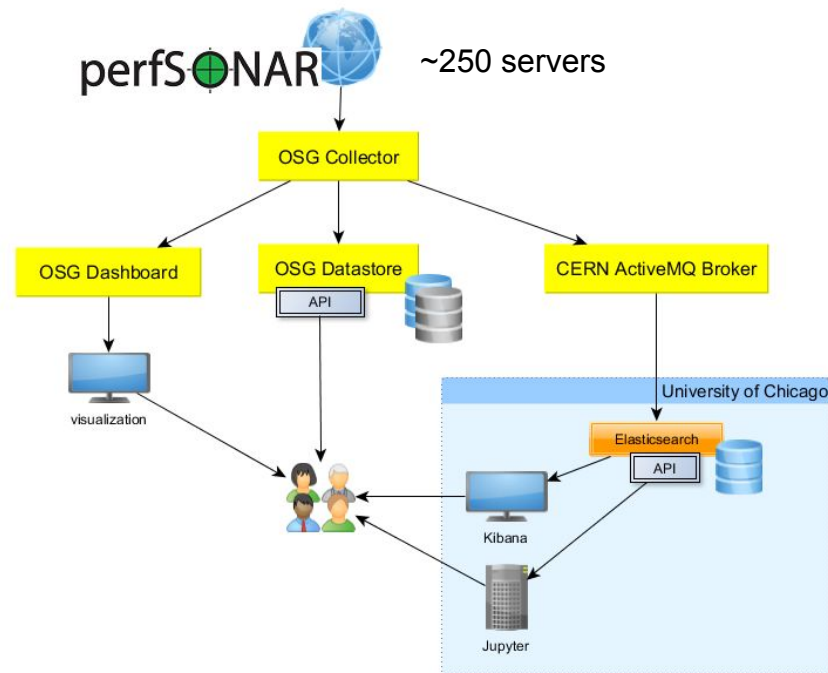 perfSONAR
~250 servers
OSG Collector
OSG Dashboard
OSG Datastore
CERN ActiveMQ Broker
API
visualization
University of Chicago
Elasticsearch
API
Kibana
Jupyter